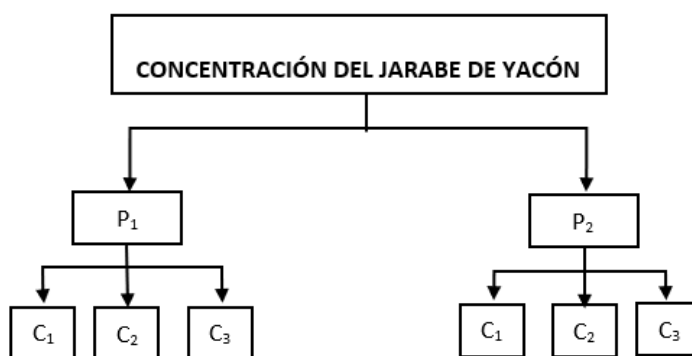 CONCENTRACIÓN DEL JARABE DE YACÓN
P₁ P₂
C₁ C₂ C₃ C₁ C₂ C₃